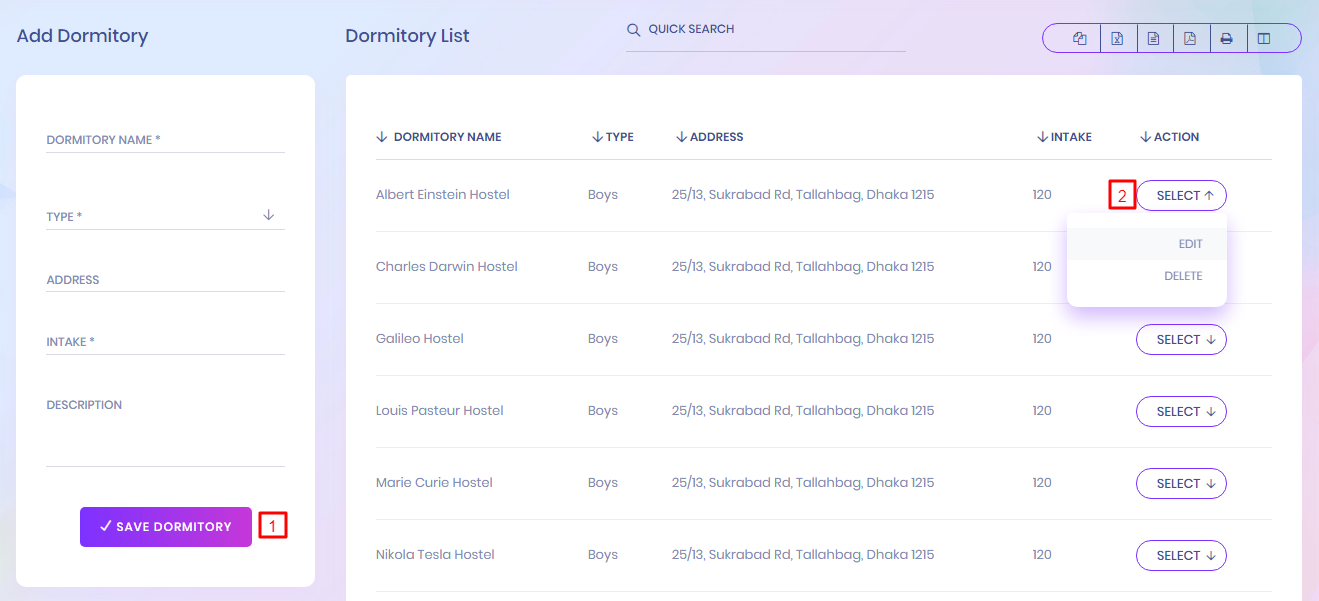 Add Dormitory
DORMITORY NAME *
TYPE *
ADDRESS
INTAKE *
DESCRIPTION
SAVE DORMITORY 1
Dormitory List
QUICK SEARCH
DORMITORY NAME TYPE ADDRESS INTAKE ACTION
Albert Einstein Hostel Boys 25/13, Sukrabad Rd, Tallahbag, Dhaka 1215 120 2 SELECT
EDIT
DELETE
Charles Darwin Hostel Boys 25/13, Sukrabad Rd, Tallahbag, Dhaka 1215 120
Galileo Hostel Boys 25/13, Sukrabad Rd, Tallahbag, Dhaka 1215 120 SELECT
Louis Pasteur Hostel Boys 25/13, Sukrabad Rd, Tallahbag, Dhaka 1215 120 SELECT
Marie Curie Hostel Boys 25/13, Sukrabad Rd, Tallahbag, Dhaka 1215 120 SELECT
Nikola Tesla Hostel Boys 25/13, Sukrabad Rd, Tallahbag, Dhaka 1215 120 SELECT